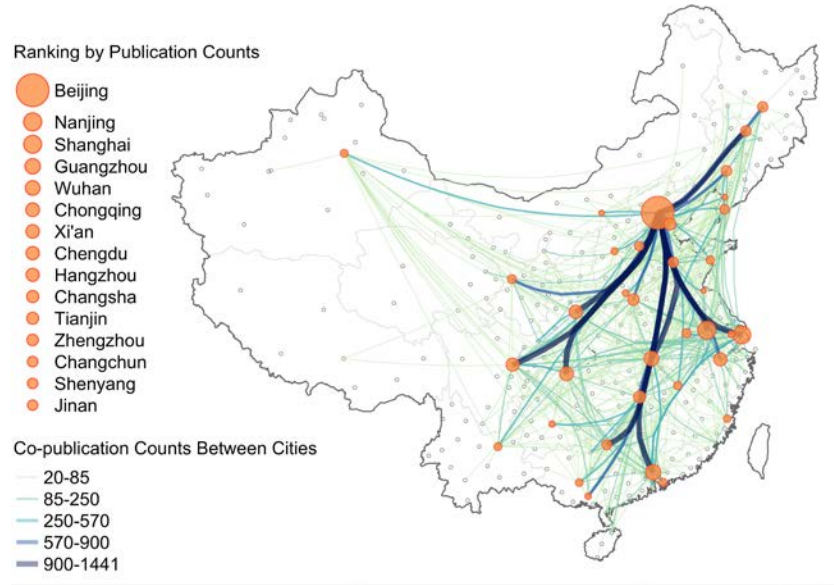 Ranking by Publication Counts
Beijing
Nanjing
Shanghai
Guangzhou
Wuhan
Chongqing
Xi'an
Chengdu
Hangzhou
Changsha
Tianjin
Zhengzhou
Changchun
Shenyang
Jinan
Co-publication Counts Between Cities
20-85
85-250
250-570
570-900
900-1441